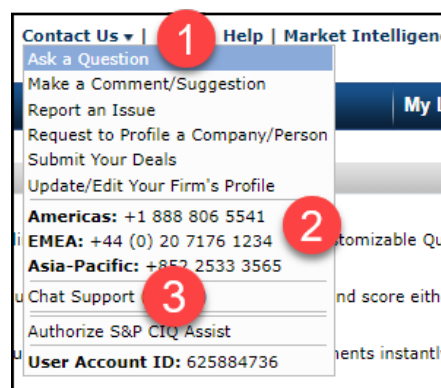 Contact Us ▾ | Help | Market Intelligen
1
Ask a Question
Make a Comment/Suggestion
Report an Issue
My L
Request to Profile a Company/Person
Submit Your Deals
Update/Edit Your Firm's Profile
Americas: +1 888 806 5541
2
EMEA: +44 (0) 20 7176 1234
tomizable Qu
Asia-Pacific: +852 2533 3565
3
Chat Support
nd score eith
Authorize S&P CIQ Assist
User Account ID: 625884736
ents instantl